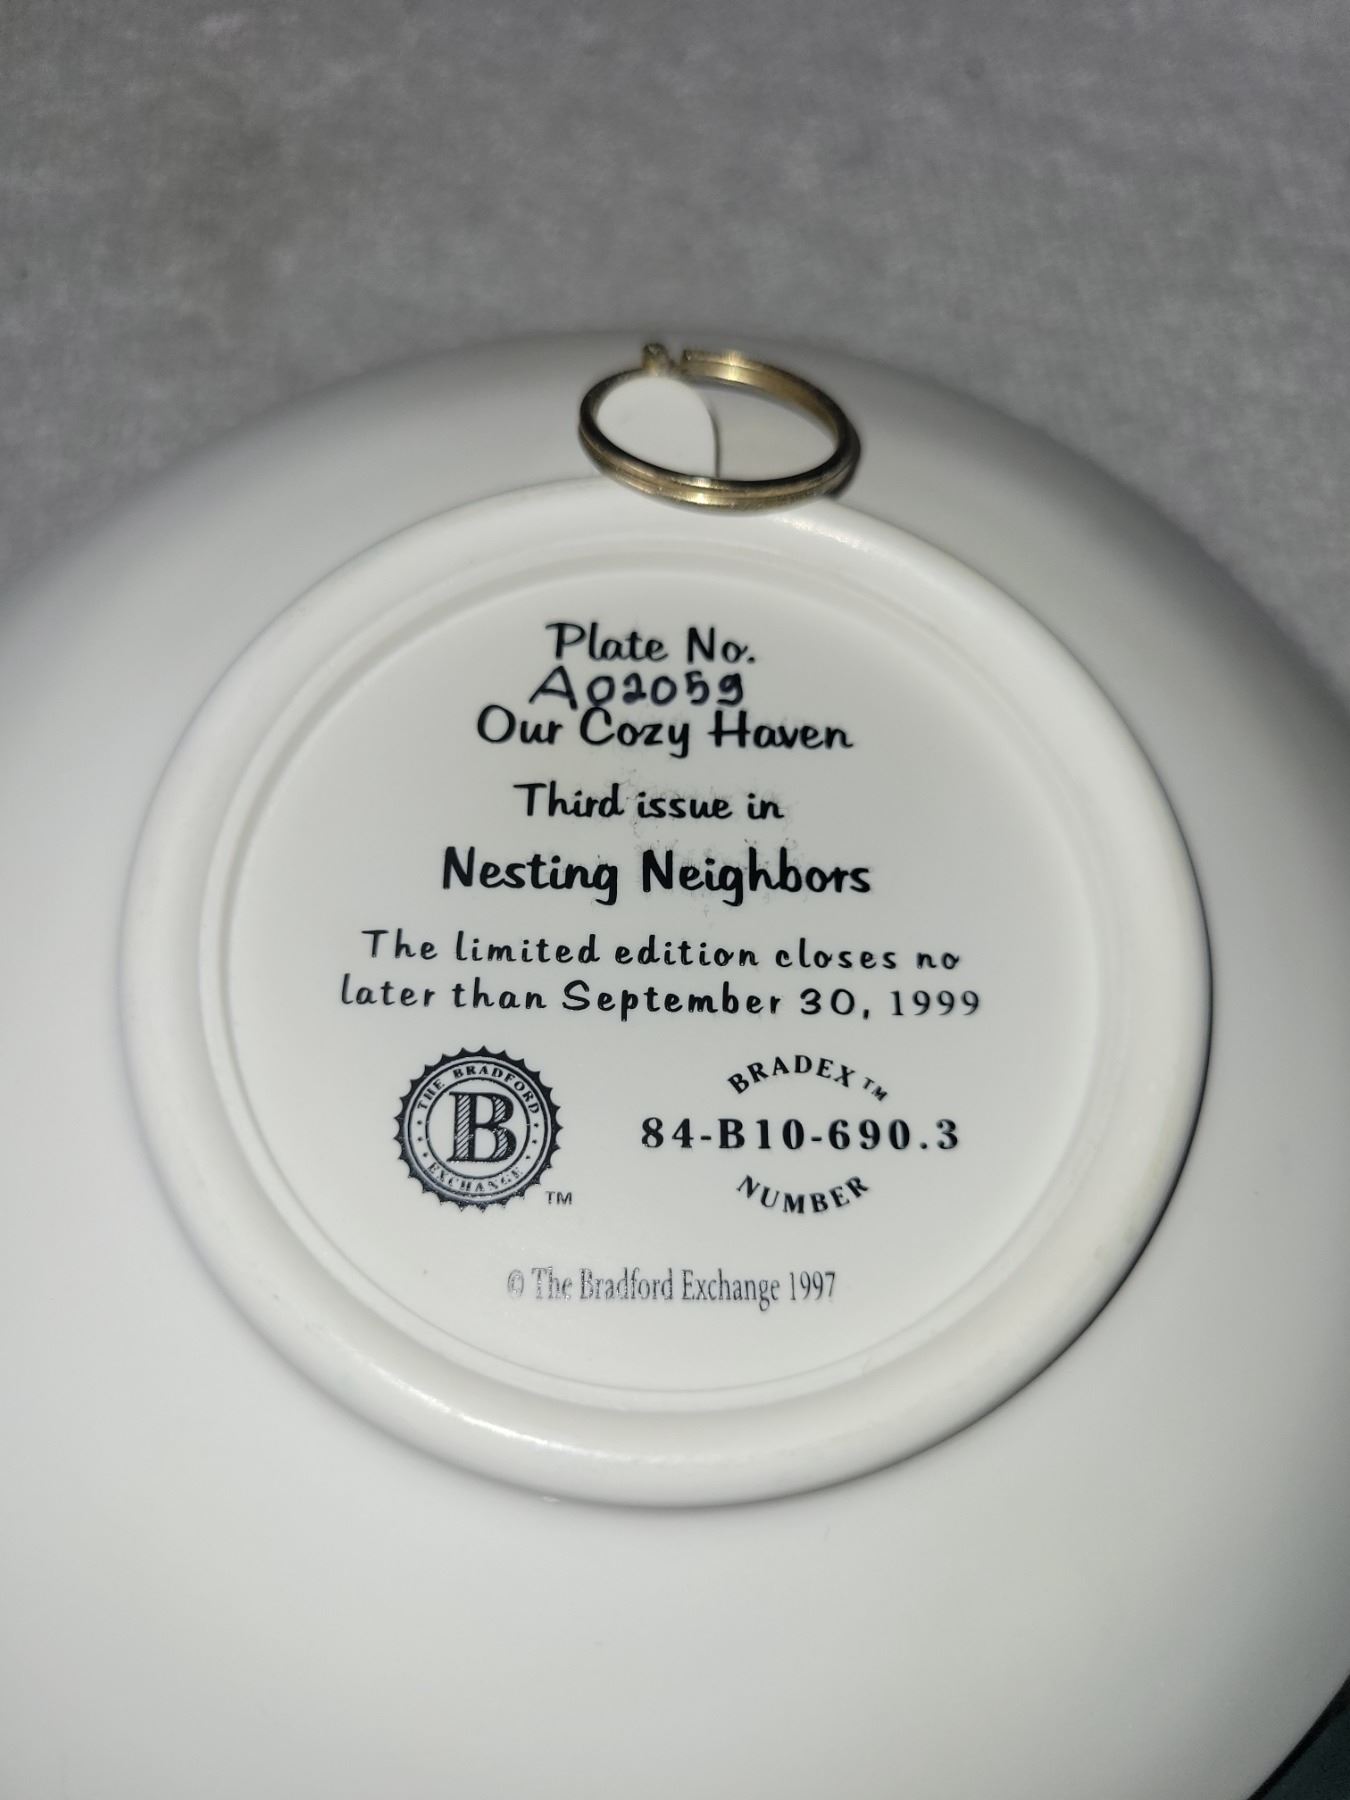 Plate No.
A02059
Our Cozy Haven
Third issue in
Nesting Neighbors
The limited edition closes no
later than September 30, 1999
THE BRADFORD
B
EXCHANGE
TM
BRADEX TM
84-B10-690.3
NUMBER
© The Bradford Exchange 1997